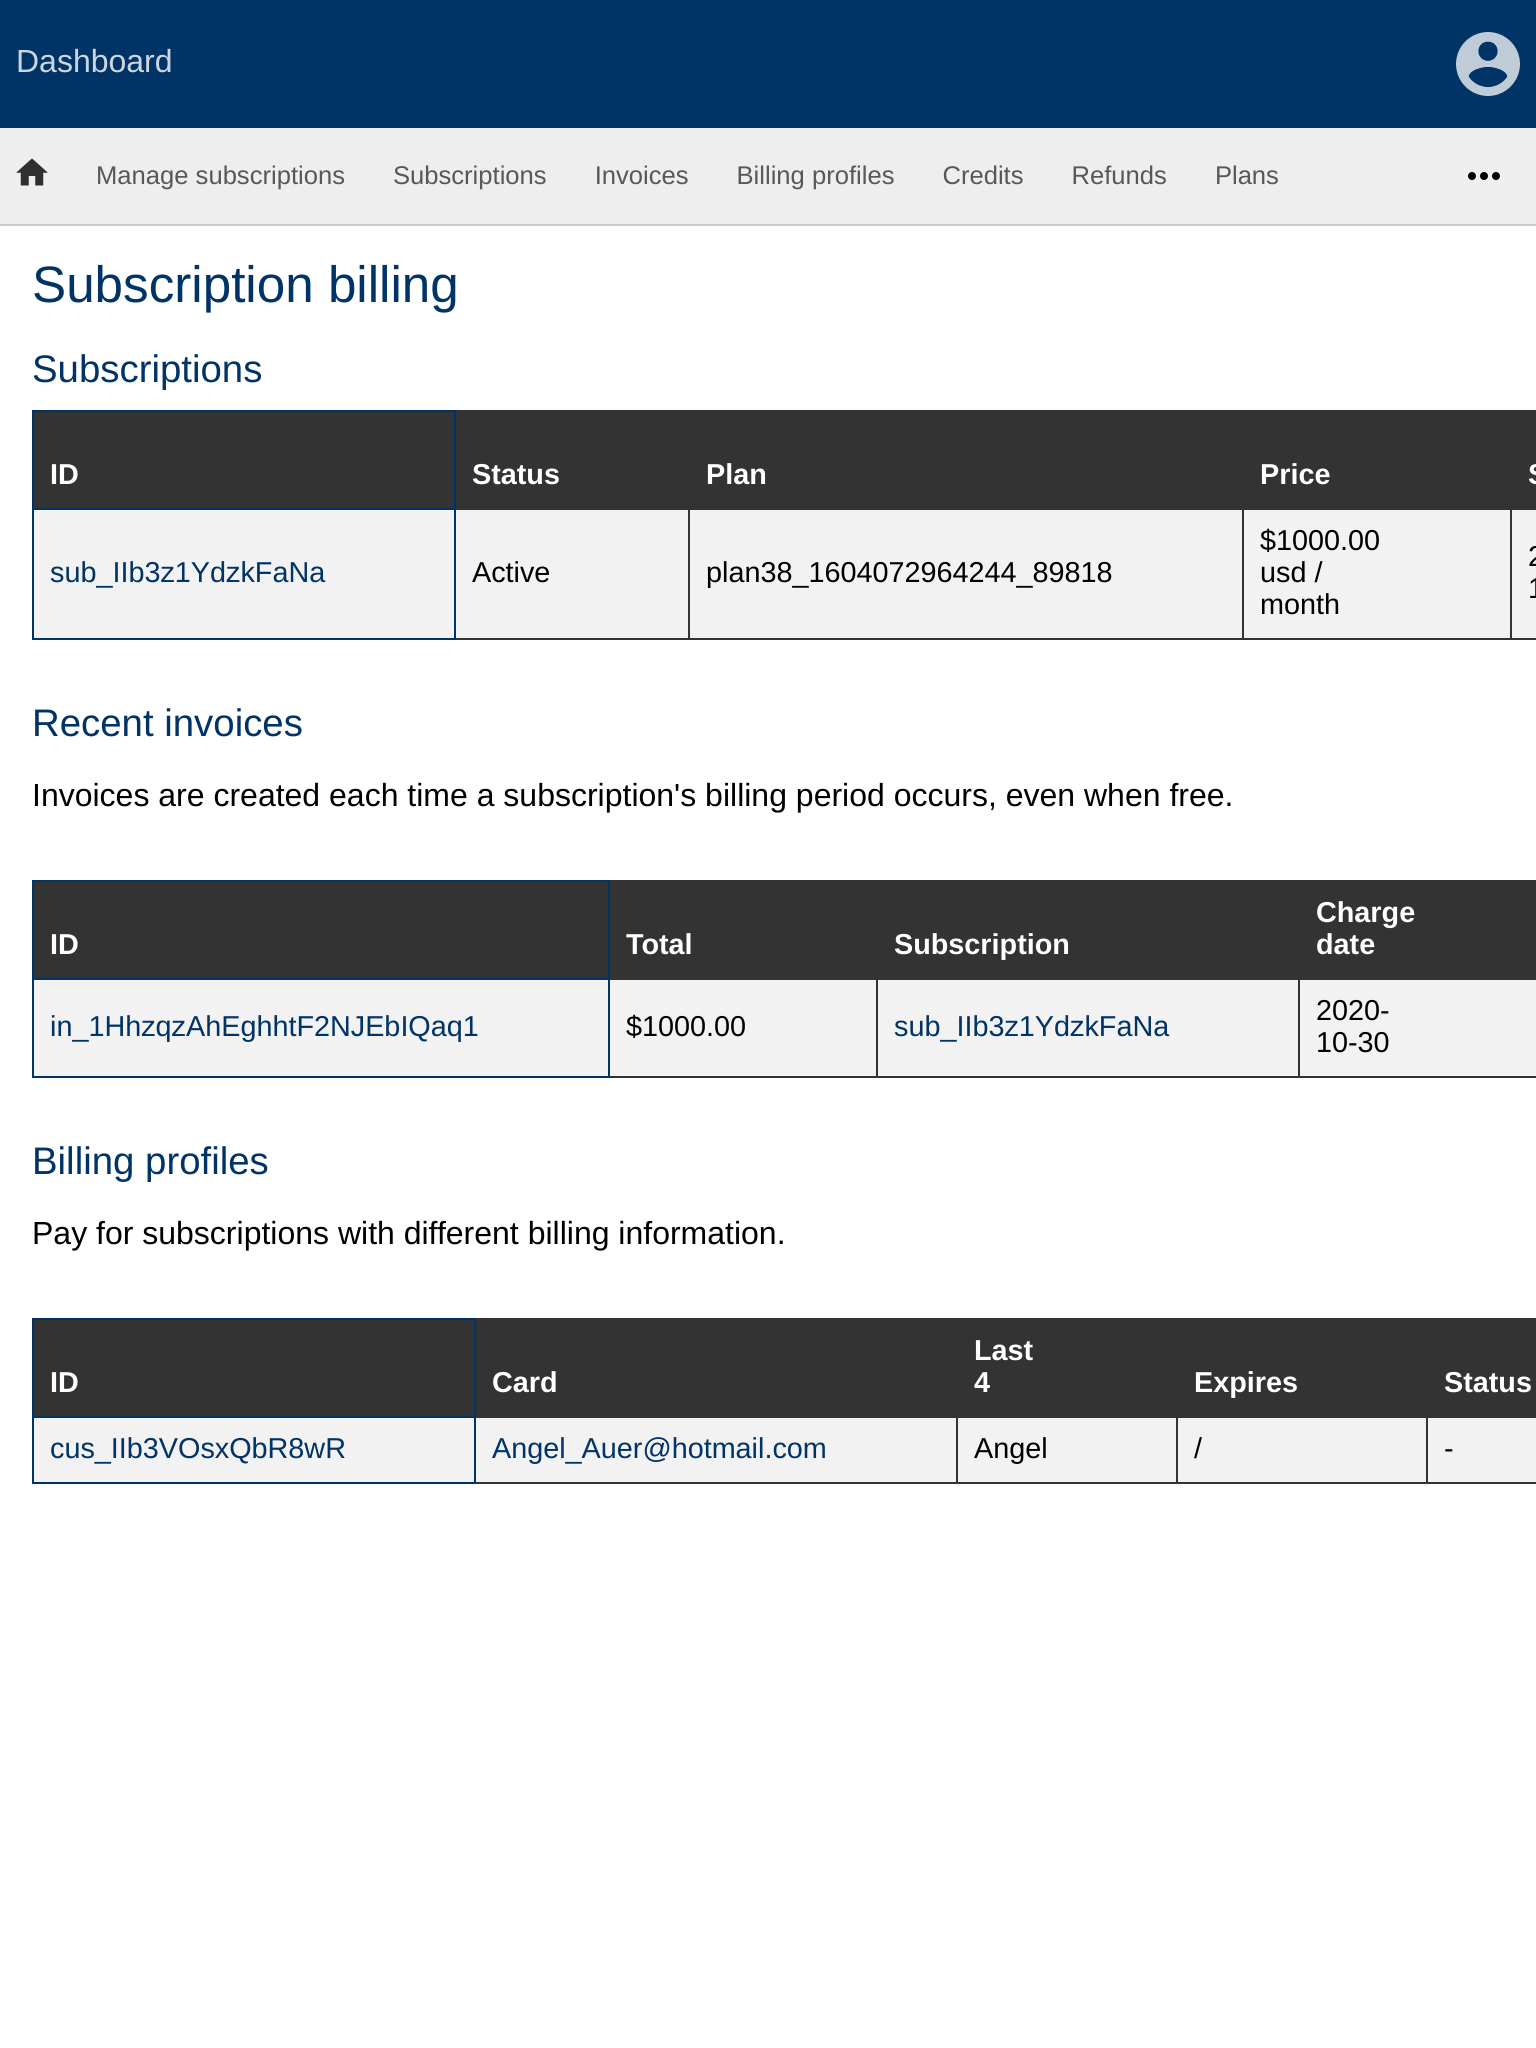 Dashboard
Manage subscriptions Subscriptions Invoices Billing profiles Credits Refunds Plans
Subscription billing
Subscriptions
ID Status Plan Price
sub_IIb3z1YdzkFaNa Active plan38_1604072964244_89818 $1000.00
usd /
month
Recent invoices
Invoices are created each time a subscription's billing period occurs, even when free.
ID Total Subscription Charge
date
in_1HhzqzAhEghhtF2NJEbIQaq1 $1000.00 sub_IIb3z1YdzkFaNa 2020-
10-30
Billing profiles
Pay for subscriptions with different billing information.
ID Card Last
4 Expires Status
cus_IIb3VOsxQbR8wR Angel_Auer@hotmail.com Angel / -